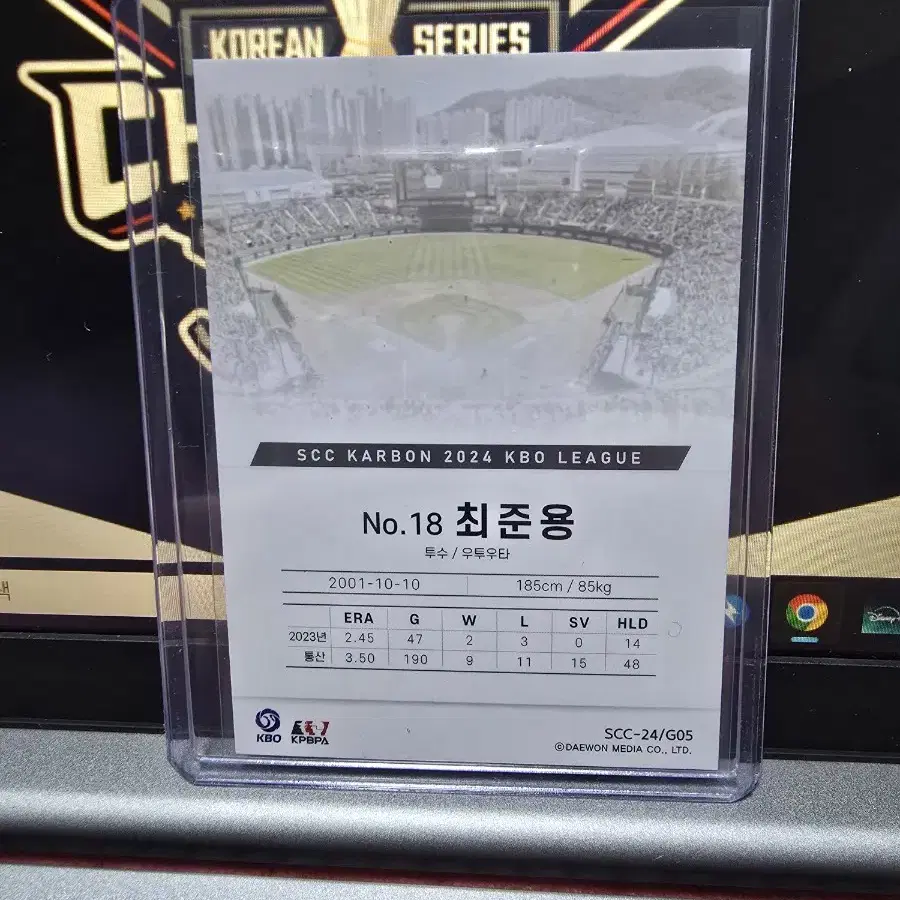 KOREAN SERIES
CH
SCC KARBON 2024 KBO LEAGUE
No.18 최준용
투수 / 우투우타
2001-10-10 185cm / 85kg
ERA G W L SV HLD
2023년 2.45 47 2 3 0 14
통산 3.50 190 9 11 15 48
KBO KPBPA
SCC-24/G05
©DAEWON MEDIA CO., LTD.
Disney